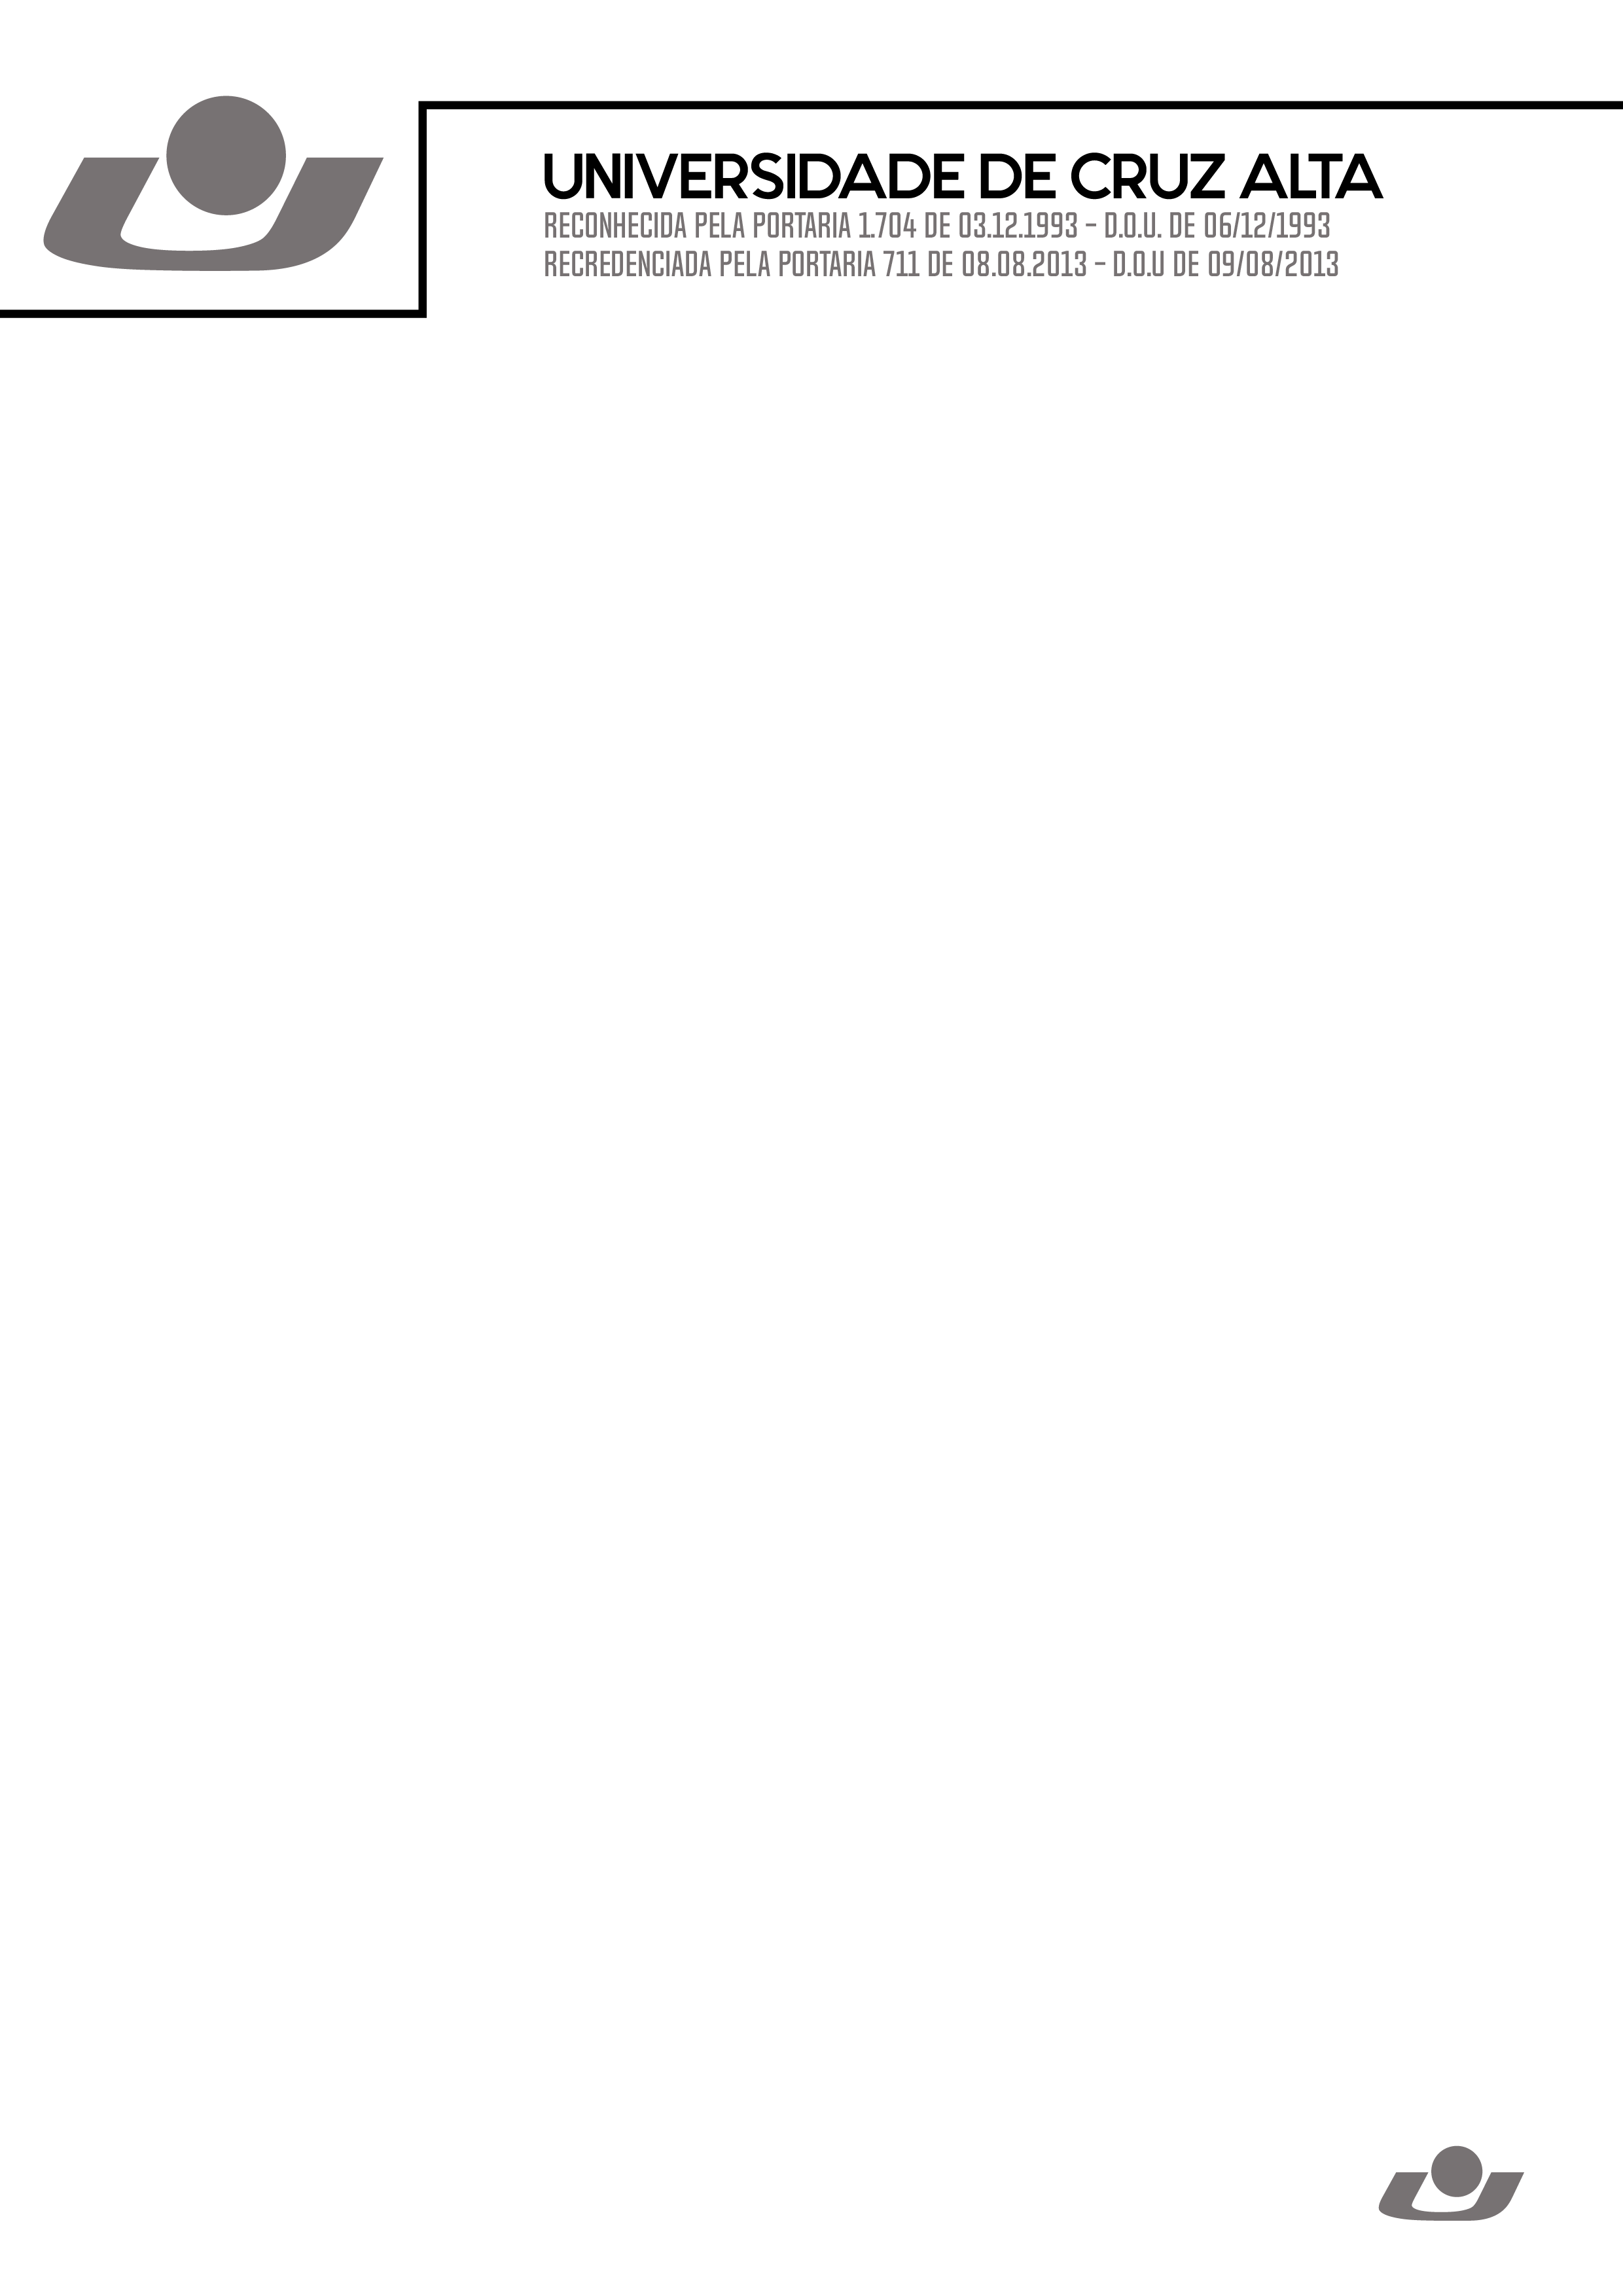 UNIVERSIDADE DE CRUZ ALTA
RECONHECIDA PELA PORTARIA 1.704 DE 03.12.1993 – D.O.U. DE 06/12/1993
RECREDENCIADA PELA PORTARIA 711 DE 08.08.2013 – D.O.U DE 09/08/2013